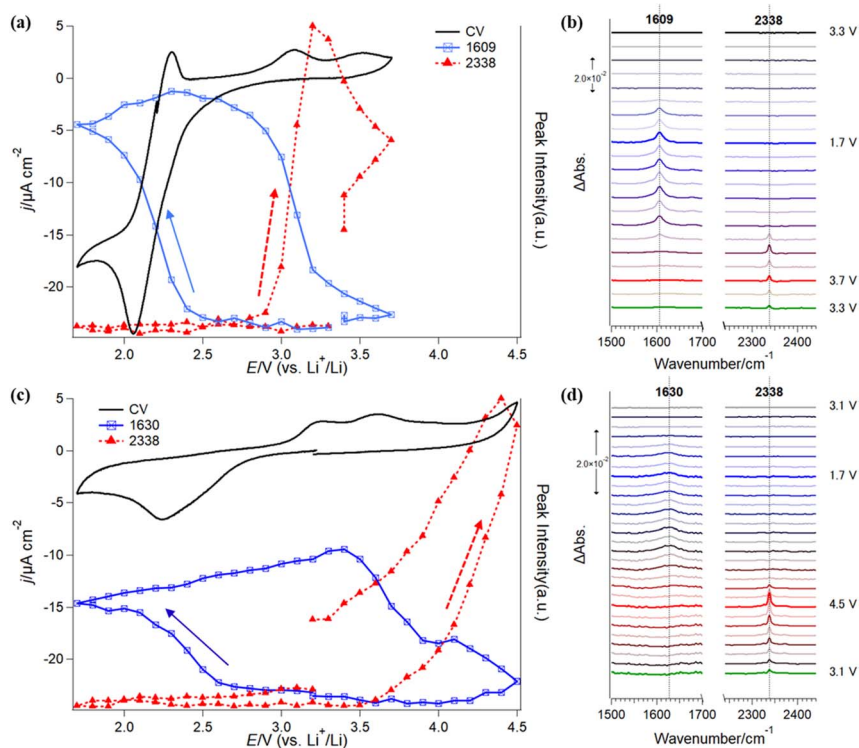 (a)
CV
1609
2338
5
0
-5
-10
-15
-20
j/µA cm⁻²
Peak Intensity(a.u.)
2.0
2.5
3.0
3.5
4.0
4.5
E/V (vs. Li⁺/Li)
(b)
1609
2338
2.0×10⁻²
ΔAbs.
3.3 V
1.7 V
3.7 V
3.3 V
1500
1600
1700
2300
2400
Wavenumber/cm⁻¹
(c)
CV
1630
2338
5
0
-5
-10
-15
-20
j/µA cm⁻²
Peak Intensity(a.u.)
2.0
2.5
3.0
3.5
4.0
4.5
E/V (vs. Li⁺/Li)
(d)
1630
2338
2.0×10⁻²
ΔAbs.
3.1 V
1.7 V
4.5 V
3.1 V
1500
1600
1700
2300
2400
Wavenumber/cm⁻¹